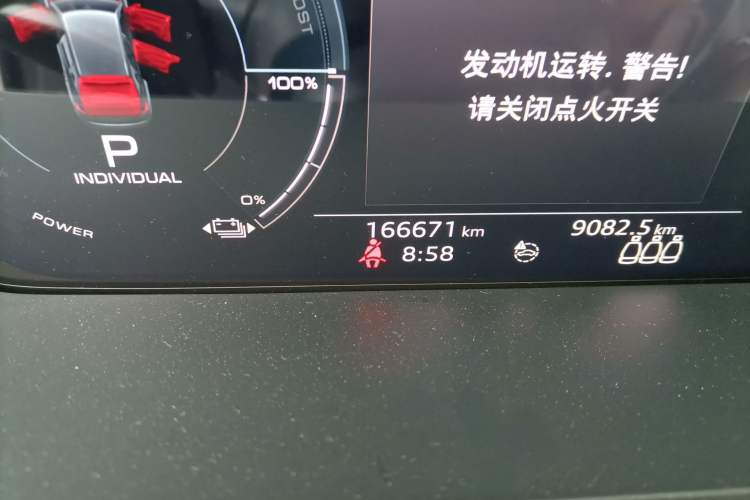 OOST
100%
P
INDIVIDUAL
0%
POWER
发动机运转.警告!
请关闭点火开关
166671 km
9082.5 km
8:58